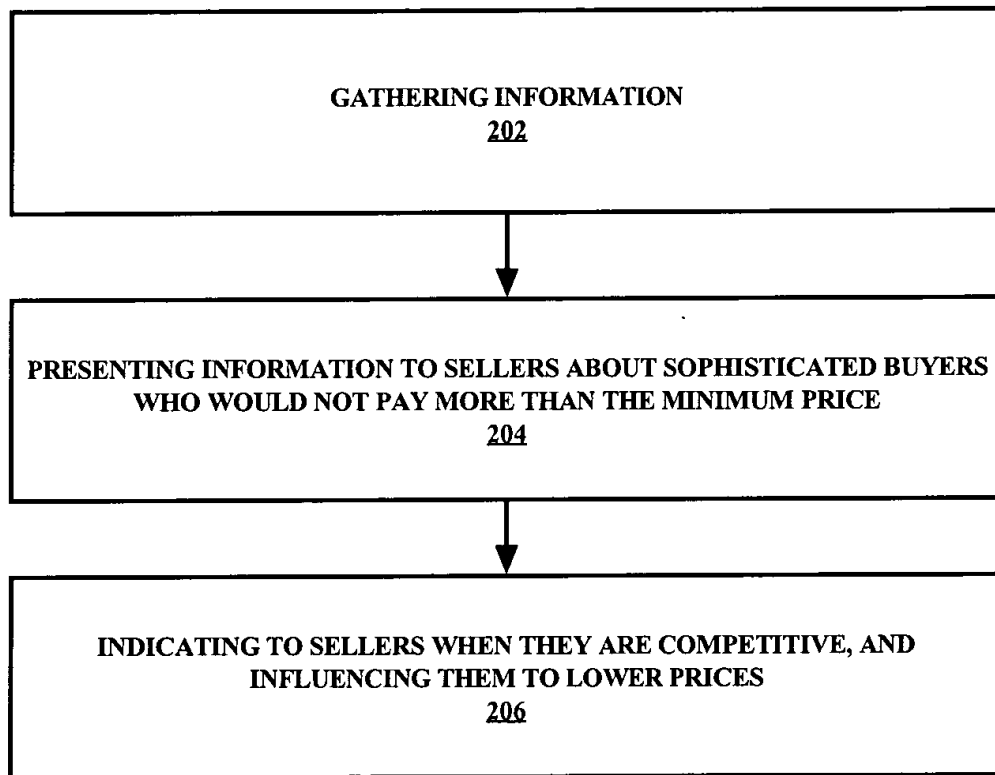 GATHERING INFORMATION
202
PRESENTING INFORMATION TO SELLERS ABOUT SOPHISTICATED BUYERS
WHO WOULD NOT PAY MORE THAN THE MINIMUM PRICE
204
INDICATING TO SELLERS WHEN THEY ARE COMPETITIVE, AND
INFLUENCING THEM TO LOWER PRICES
206